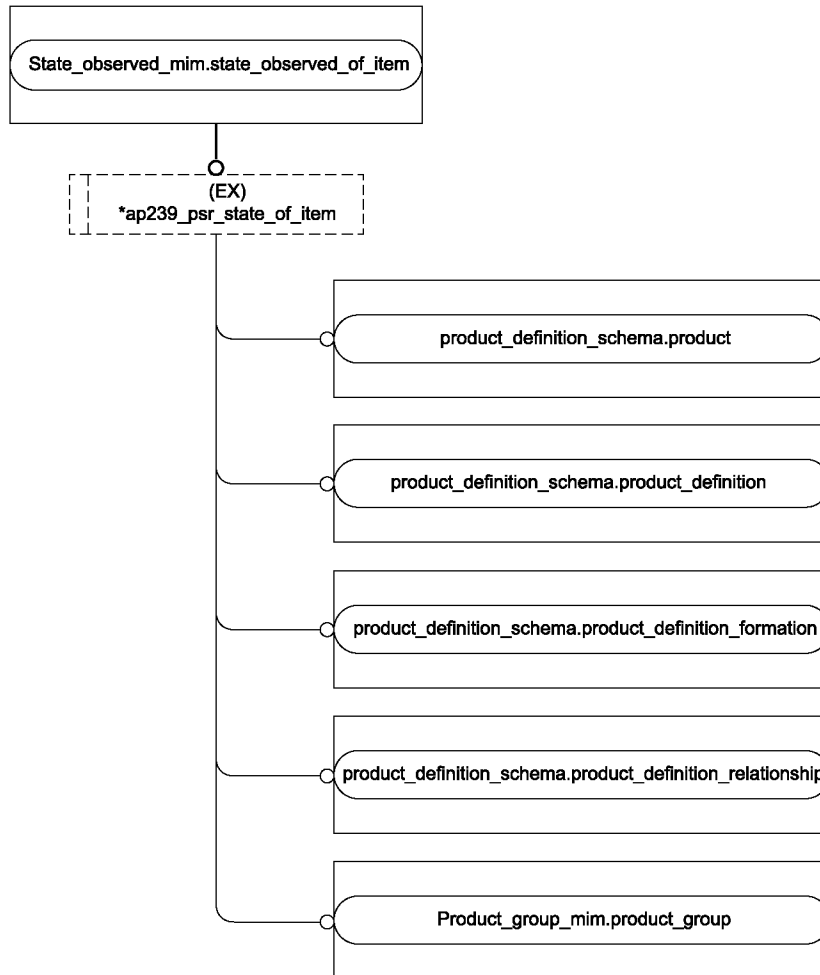 State_observed_mim.state_observed_of_item
(EX)
*ap239_psr_state_of_item
product_definition_schema.product
product_definition_schema.product_definition
product_definition_schema.product_definition_formation
product_definition_schema.product_definition_relationship
Product_group_mim.product_group